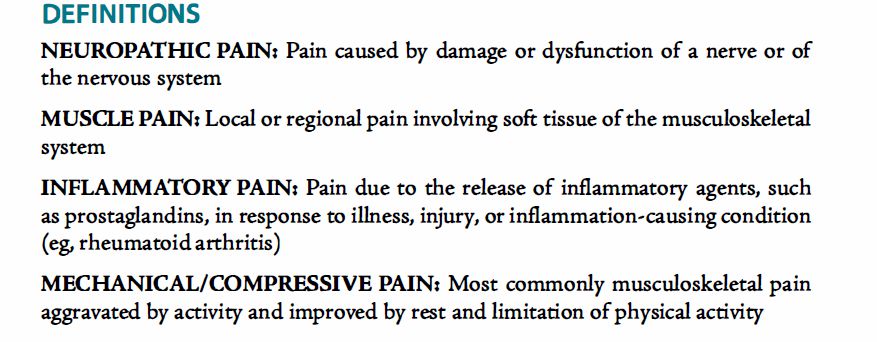 DEFINITIONS
NEUROPATHIC PAIN: Pain caused by damage or dysfunction of a nerve or of
the nervous system
MUSCLE PAIN: Local or regional pain involving soft tissue of the musculoskeletal
system
INFLAMMATORY PAIN: Pain due to the release of inflammatory agents, such
as prostaglandins, in response to illness, injury, or inflammation-causing condition
(eg, rheumatoid arthritis)
MECHANICAL/COMPRESSIVE PAIN: Most commonly musculoskeletal pain
aggravated by activity and improved by rest and limitation of physical activity